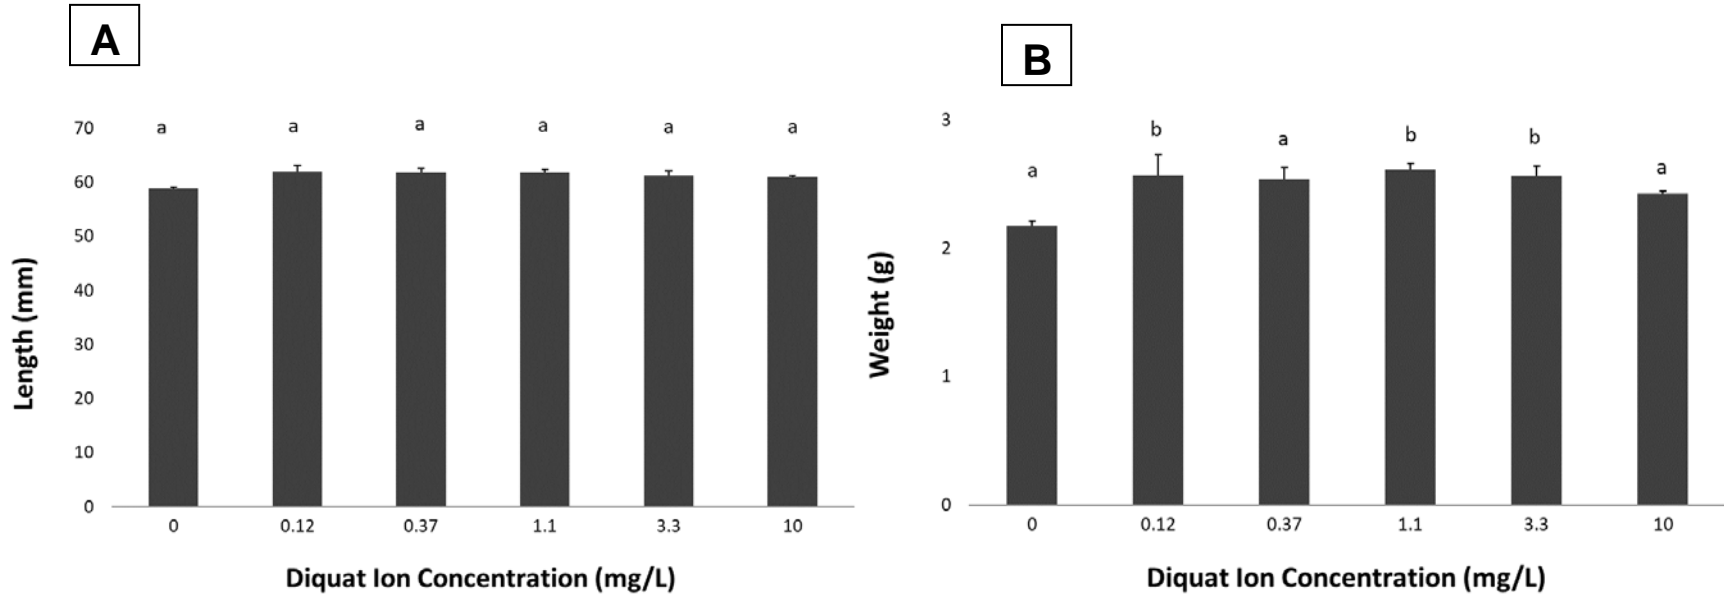 A
70
60
50
40
30
20
10
0
Length (mm)
a a a a a a
0 0.12 0.37 1.1 3.3 10
Diquat Ion Concentration (mg/L)
B
3
2
1
0
Weight (g)
a b a b b a
0 0.12 0.37 1.1 3.3 10
Diquat Ion Concentration (mg/L)